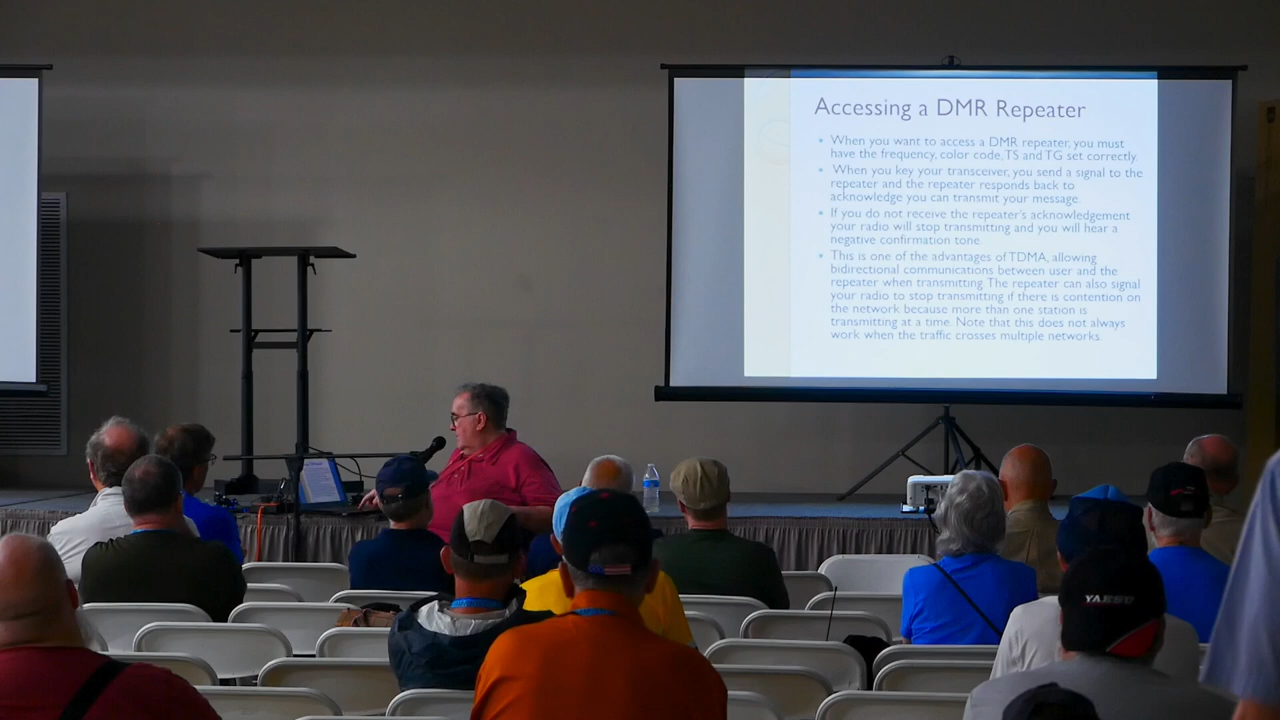 Accessing a DMR Repeater
When you want to access a DMR repeater, you must
have the frequency, color code, TS and TG set correctly.
When you key your transceiver, you send a signal to the
repeater and the repeater responds back to
acknowledge you can transmit your message.
If you do not receive the repeater's acknowledgement
your radio will stop transmitting and you will hear a
negative confirmation tone.
This is one of the advantages of TDMA, allowing
bidirectional communications between user and the
repeater when transmitting. The repeater can also signal
your radio to stop transmitting if there is contention on
the network because more than one station is
transmitting at a time. Note that this does not always
work when the traffic crosses multiple networks.
YAESU